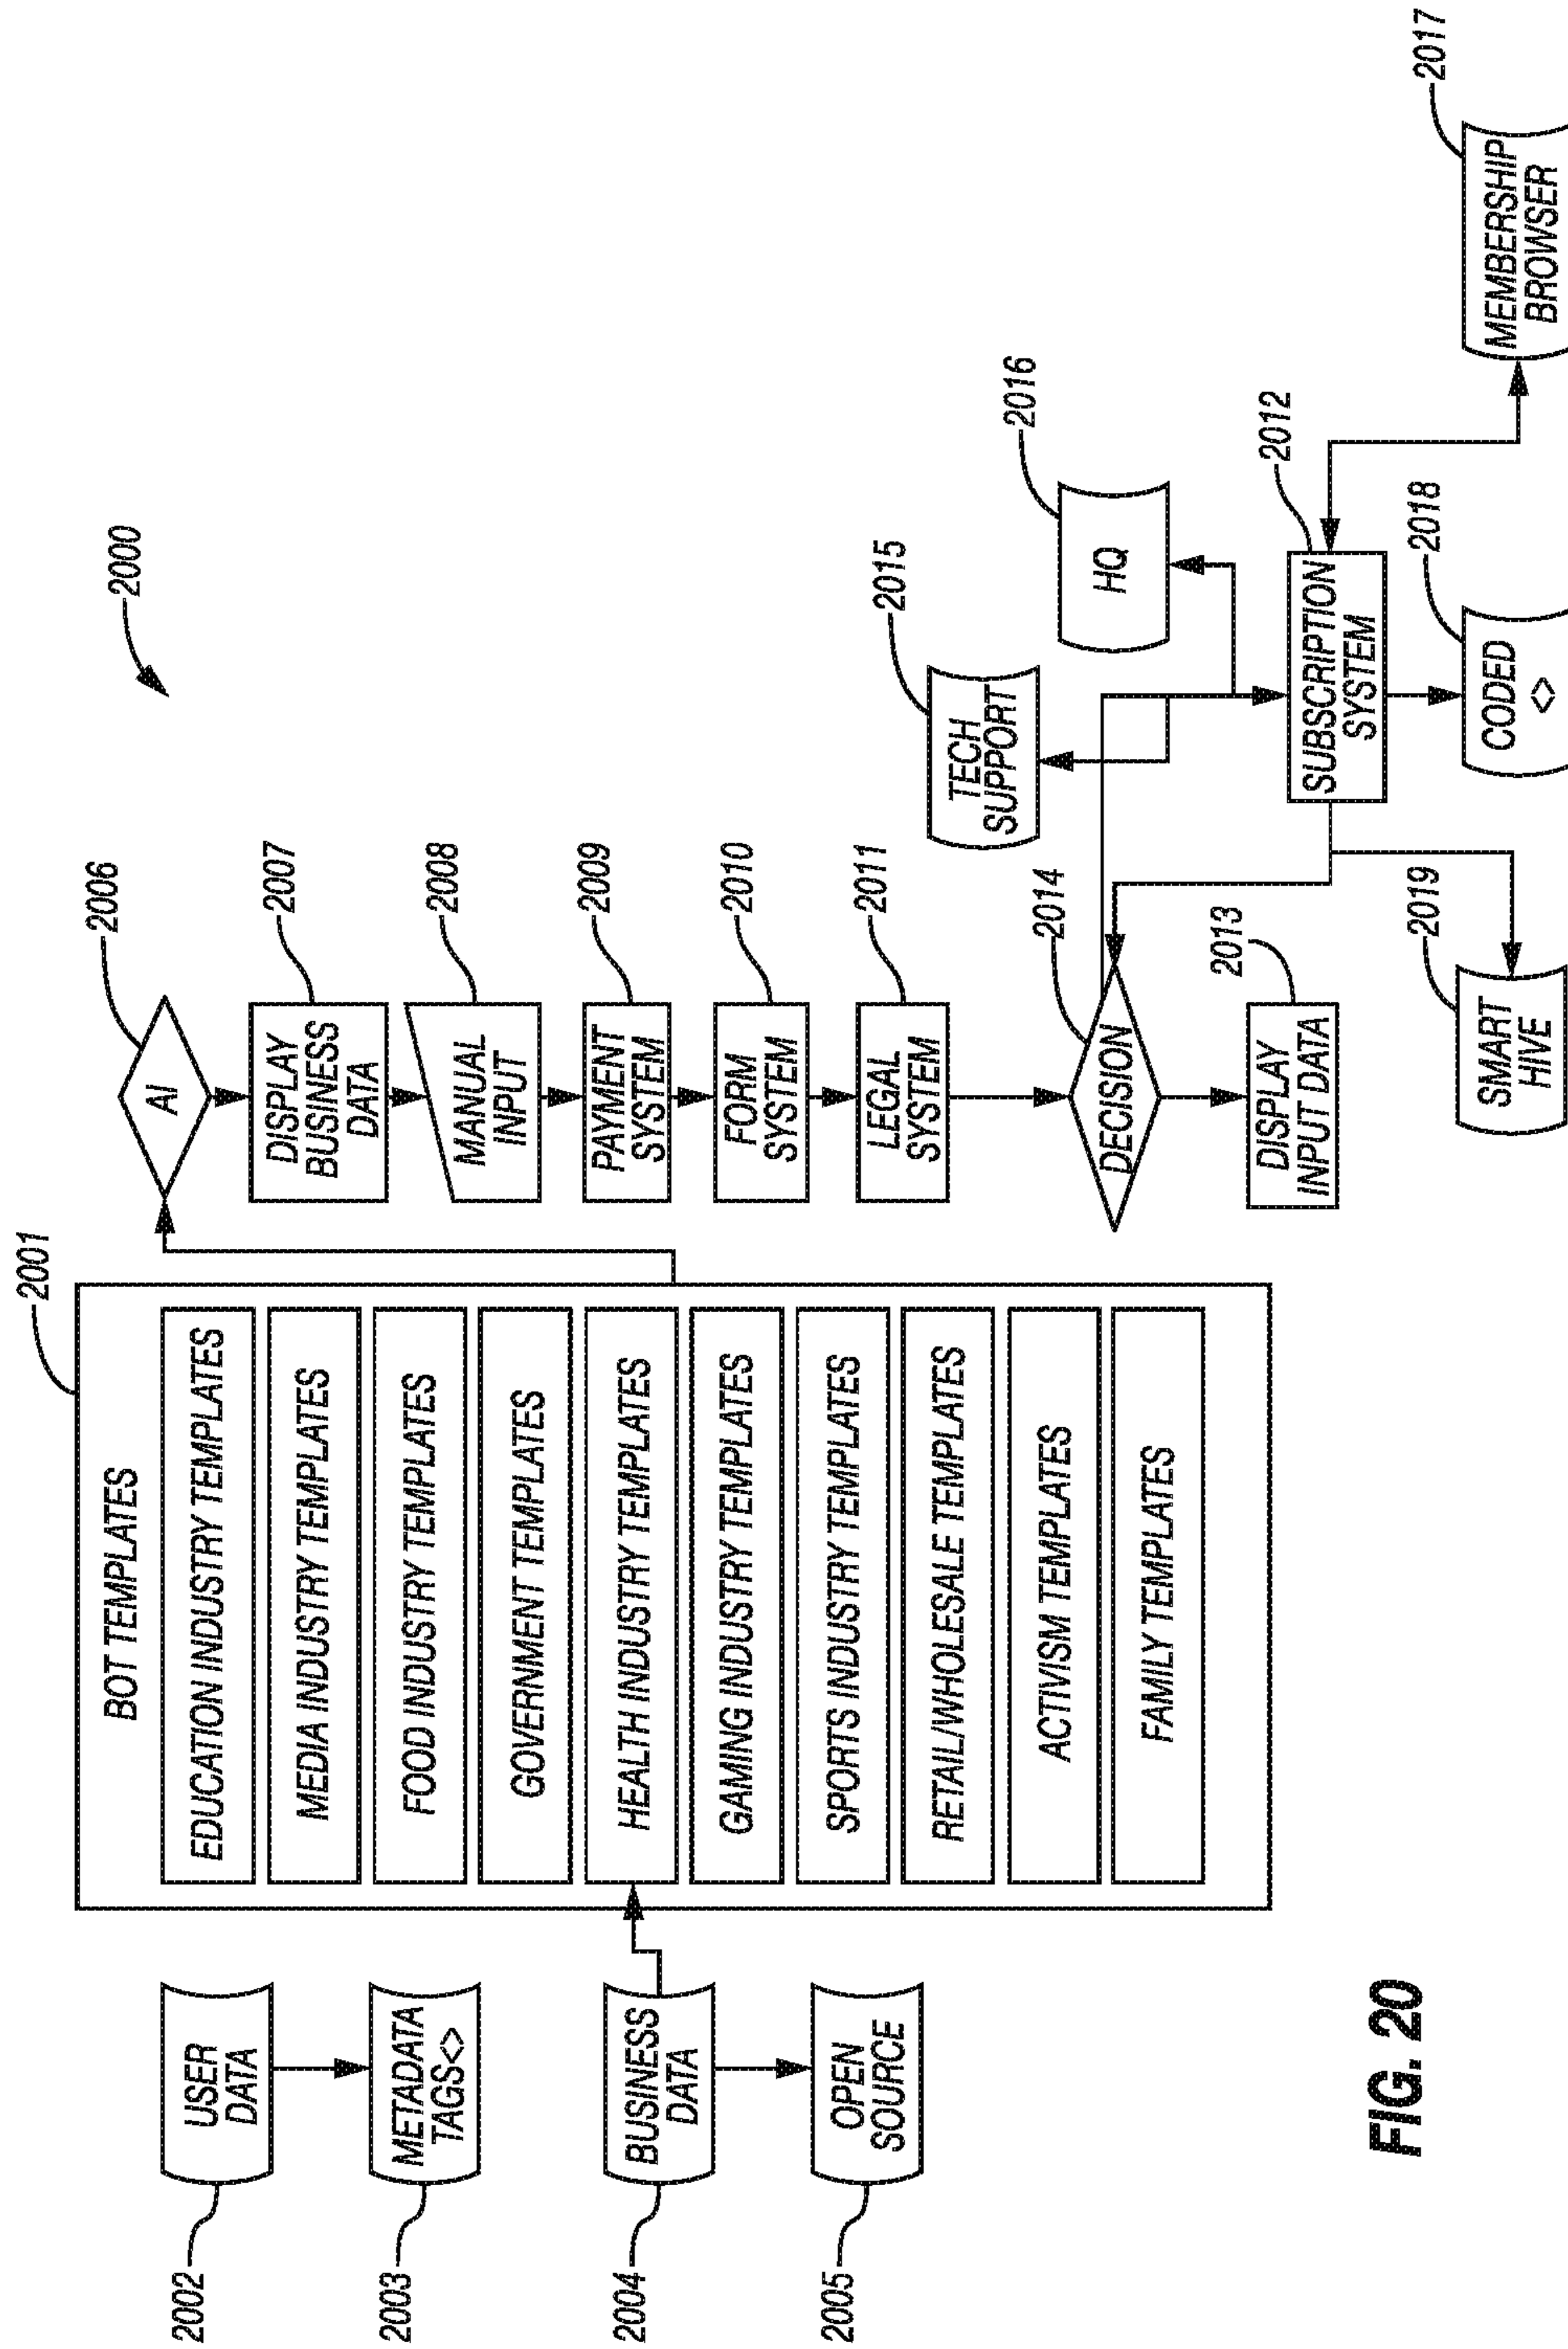 2000
2001
BOT TEMPLATES
EDUCATION INDUSTRY TEMPLATES
MEDIA INDUSTRY TEMPLATES
FOOD INDUSTRY TEMPLATES
GOVERNMENT TEMPLATES
HEALTH INDUSTRY TEMPLATES
GAMING INDUSTRY TEMPLATES
SPORTS INDUSTRY TEMPLATES
RETAIL/WHOLESALE TEMPLATES
ACTIVISM TEMPLATES
FAMILY TEMPLATES
2002
USER
DATA
2003
METADATA
TAGS<>
2004
BUSINESS
DATA
2005
OPEN
SOURCE
2006
AI
2007
DISPLAY
BUSINESS
DATA
2008
MANUAL
INPUT
2009
PAYMENT
SYSTEM
2010
FORM
SYSTEM
2011
LEGAL
SYSTEM
2014
DECISION
2013
DISPLAY
INPUT DATA
2015
TECH
SUPPORT
2016
HQ
2012
SUBSCRIPTION
SYSTEM
2017
MEMBERSHIP
BROWSER
2018
CODED
<>
2019
SMART
HIVE
FIG. 20